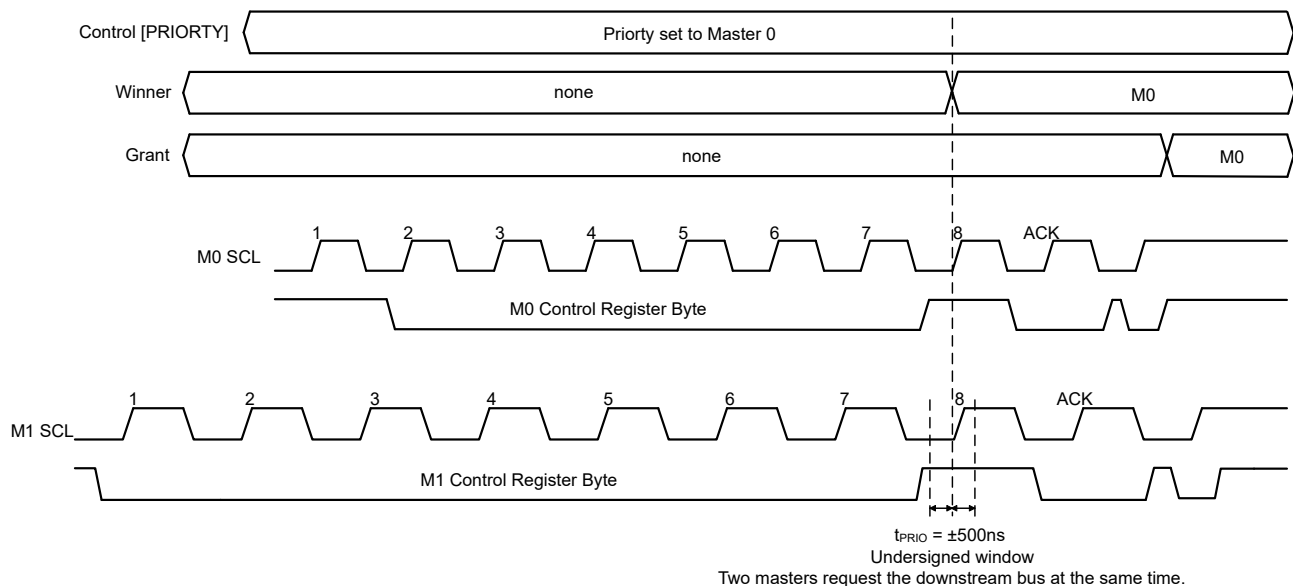 Control [PRIORTY]
Priorty set to Master 0
Winner
none
M0
Grant
none
M0
1 2 3 4 5 6 7 8 ACK
M0 SCL
M0 Control Register Byte
1 2 3 4 5 6 7 8 ACK
M1 SCL
M1 Control Register Byte
tPRIO = ±500ns
Undersigned window
Two masters request the downstream bus at the same time.